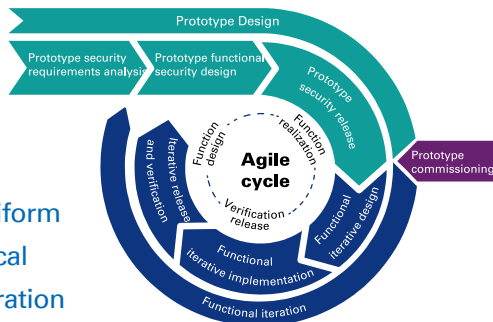 Prototype Design
Prototype security
requirements analysis
Prototype functional
security design
Prototype
security release
Prototype
commissioning
Function
design
Function
realization
Agile
cycle
Verification
release
Iterative release
and verification
Functional
iterative implementation
Functional
iterative design
Functional iteration
iform
cal
ration